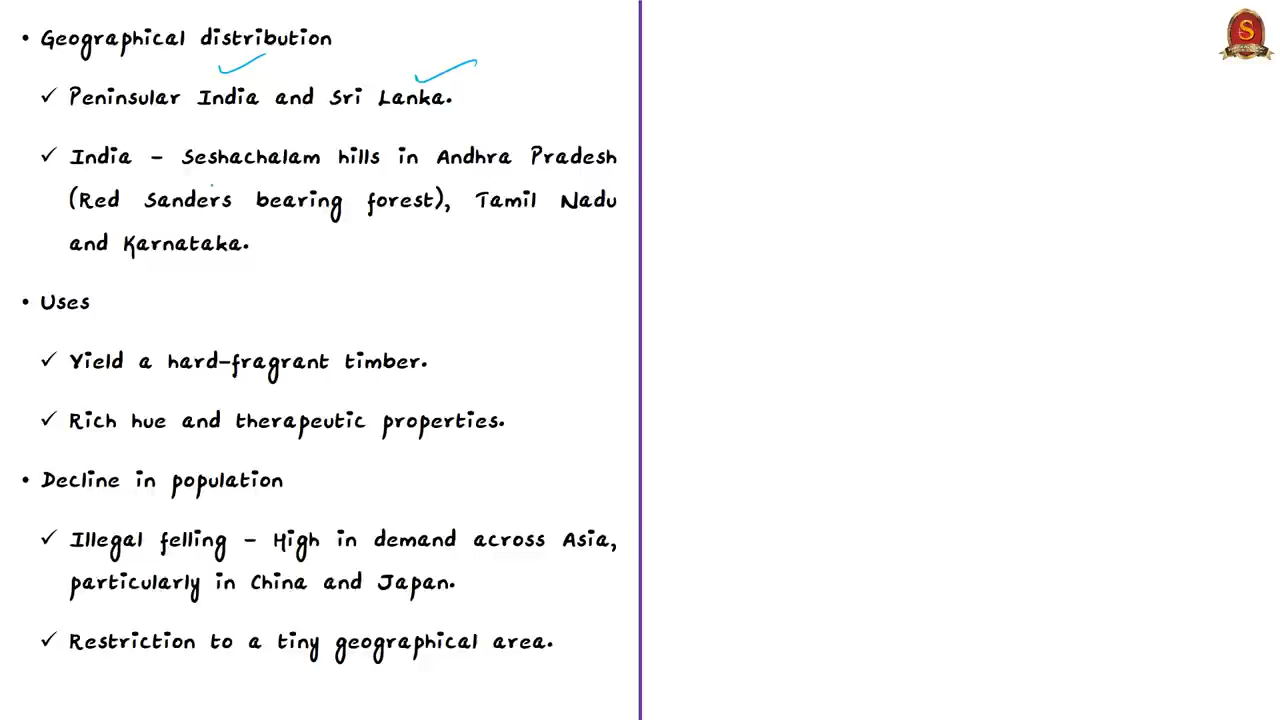 • Geographical distribution
✓ Peninsular India and Sri Lanka.
✓ India – Seshachalam hills in Andhra Pradesh
(Red Sanders bearing forest), Tamil Nadu
and Karnataka.
• Uses
✓ Yield a hard-fragrant timber.
✓ Rich hue and therapeutic properties.
• Decline in population
✓ Illegal felling – High in demand across Asia,
particularly in China and Japan.
✓ Restriction to a tiny geographical area.
S